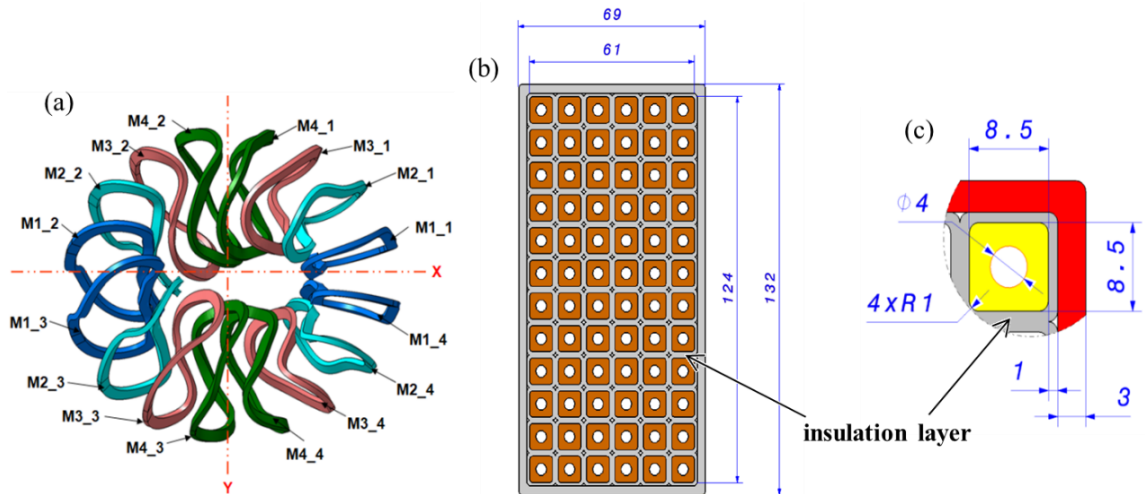 (a)
M4_2
M4_1
M3_2
M3_1
M2_2
M2_1
M1_2
M1_1
X
M1_3
M1_4
M2_3
M2_4
M3_3
M3_4
M4_3
M4_4
Y
(b)
69
61
124
132
insulation layer
(c)
8.5
Ø4
8.5
4xR1
1
3